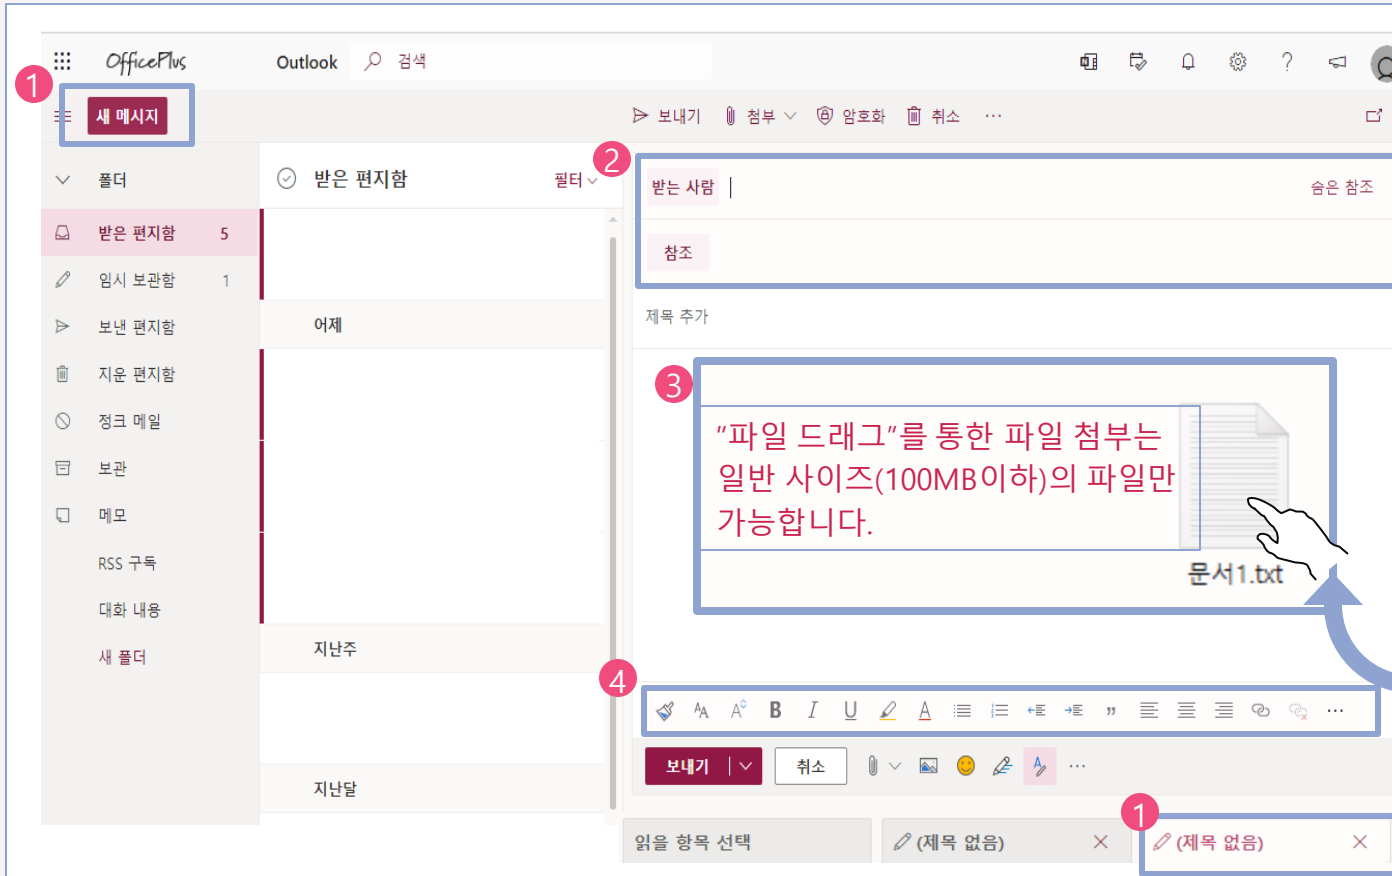 OfficePlus
Outlook
검색
1
새 메시지
보내기
첨부
암호화
취소
...
폴더
받은 편지함
필터
2
받는 사람
숨은 참조
참조
받은 편지함 5
임시 보관함 1
보낸 편지함
지운 편지함
정크 메일
보관
메모
RSS 구독
대화 내용
새 폴더
어제
지난주
지난달
제목 추가
3
"파일 드래그"를 통한 파일 첨부는
일반 사이즈(100MB이하)의 파일만
가능합니다.
문서1.txt
4
보내기
취소
...
읽을 항목 선택
(제목 없음)
1
(제목 없음)